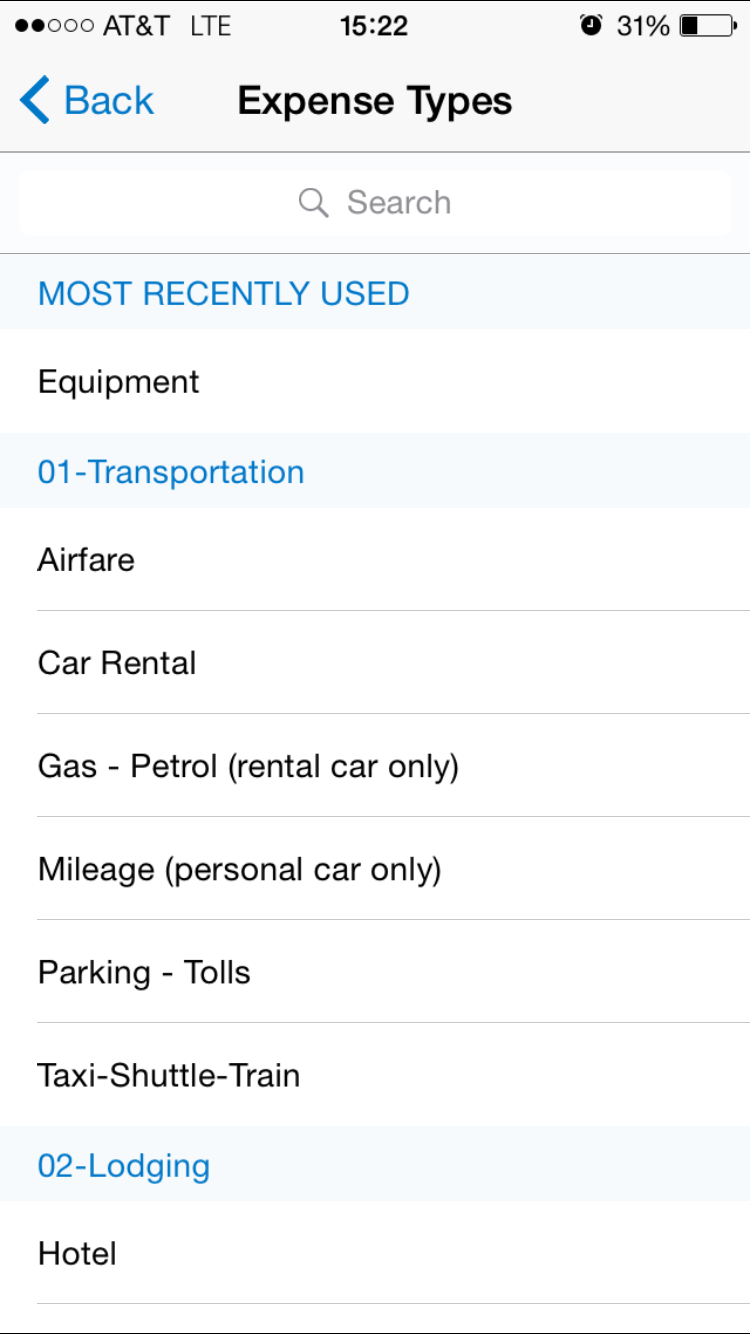 AT&T LTE 15:22 31%
Back Expense Types
Search
MOST RECENTLY USED
Equipment
01-Transportation
Airfare
Car Rental
Gas - Petrol (rental car only)
Mileage (personal car only)
Parking - Tolls
Taxi-Shuttle-Train
02-Lodging
Hotel